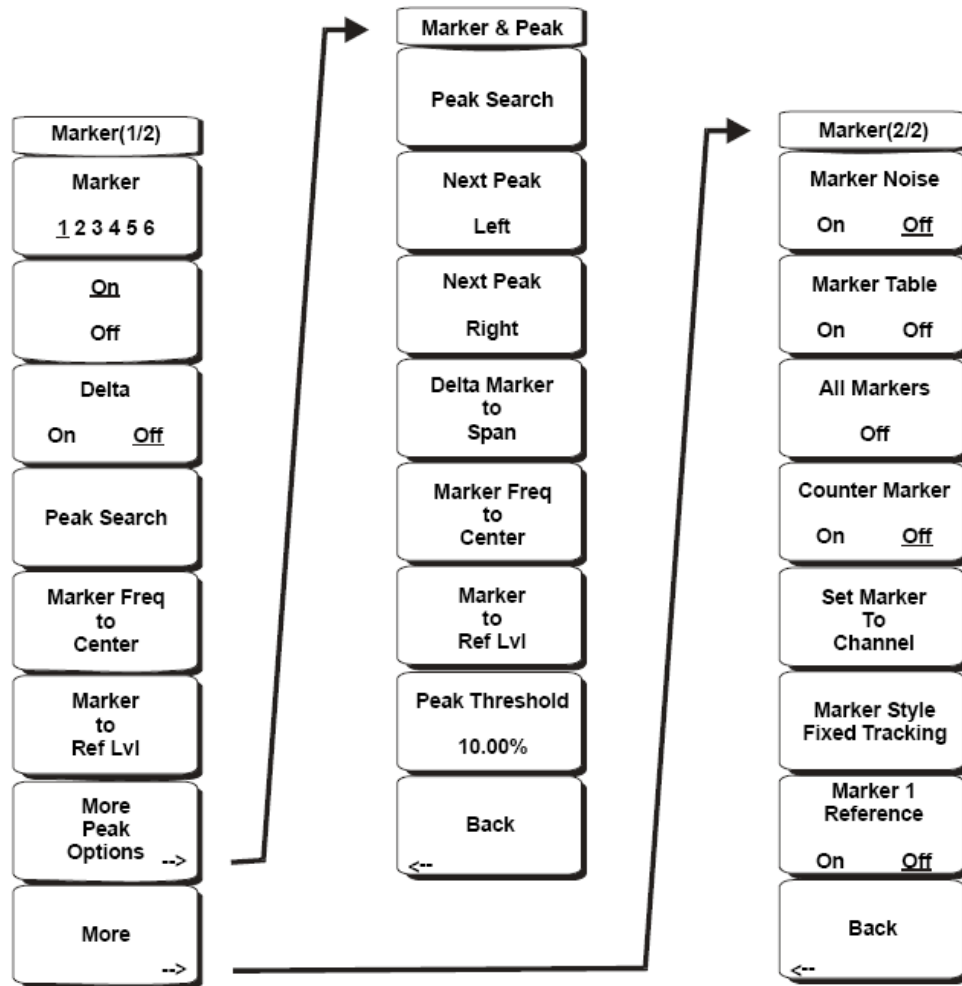 Marker(1/2)
Marker
1 2 3 4 5 6
On
Off
Delta
On Off
Peak Search
Marker Freq
to
Center
Marker
to
Ref Lvl
More
Peak
Options -->
More
-->
Marker & Peak
Peak Search
Next Peak
Left
Next Peak
Right
Delta Marker
to
Span
Marker Freq
to
Center
Marker
to
Ref Lvl
Peak Threshold
10.00%
Back
<--
Marker(2/2)
Marker Noise
On Off
Marker Table
On Off
All Markers
Off
Counter Marker
On Off
Set Marker
To
Channel
Marker Style
Fixed Tracking
Marker 1
Reference
On Off
Back
<--